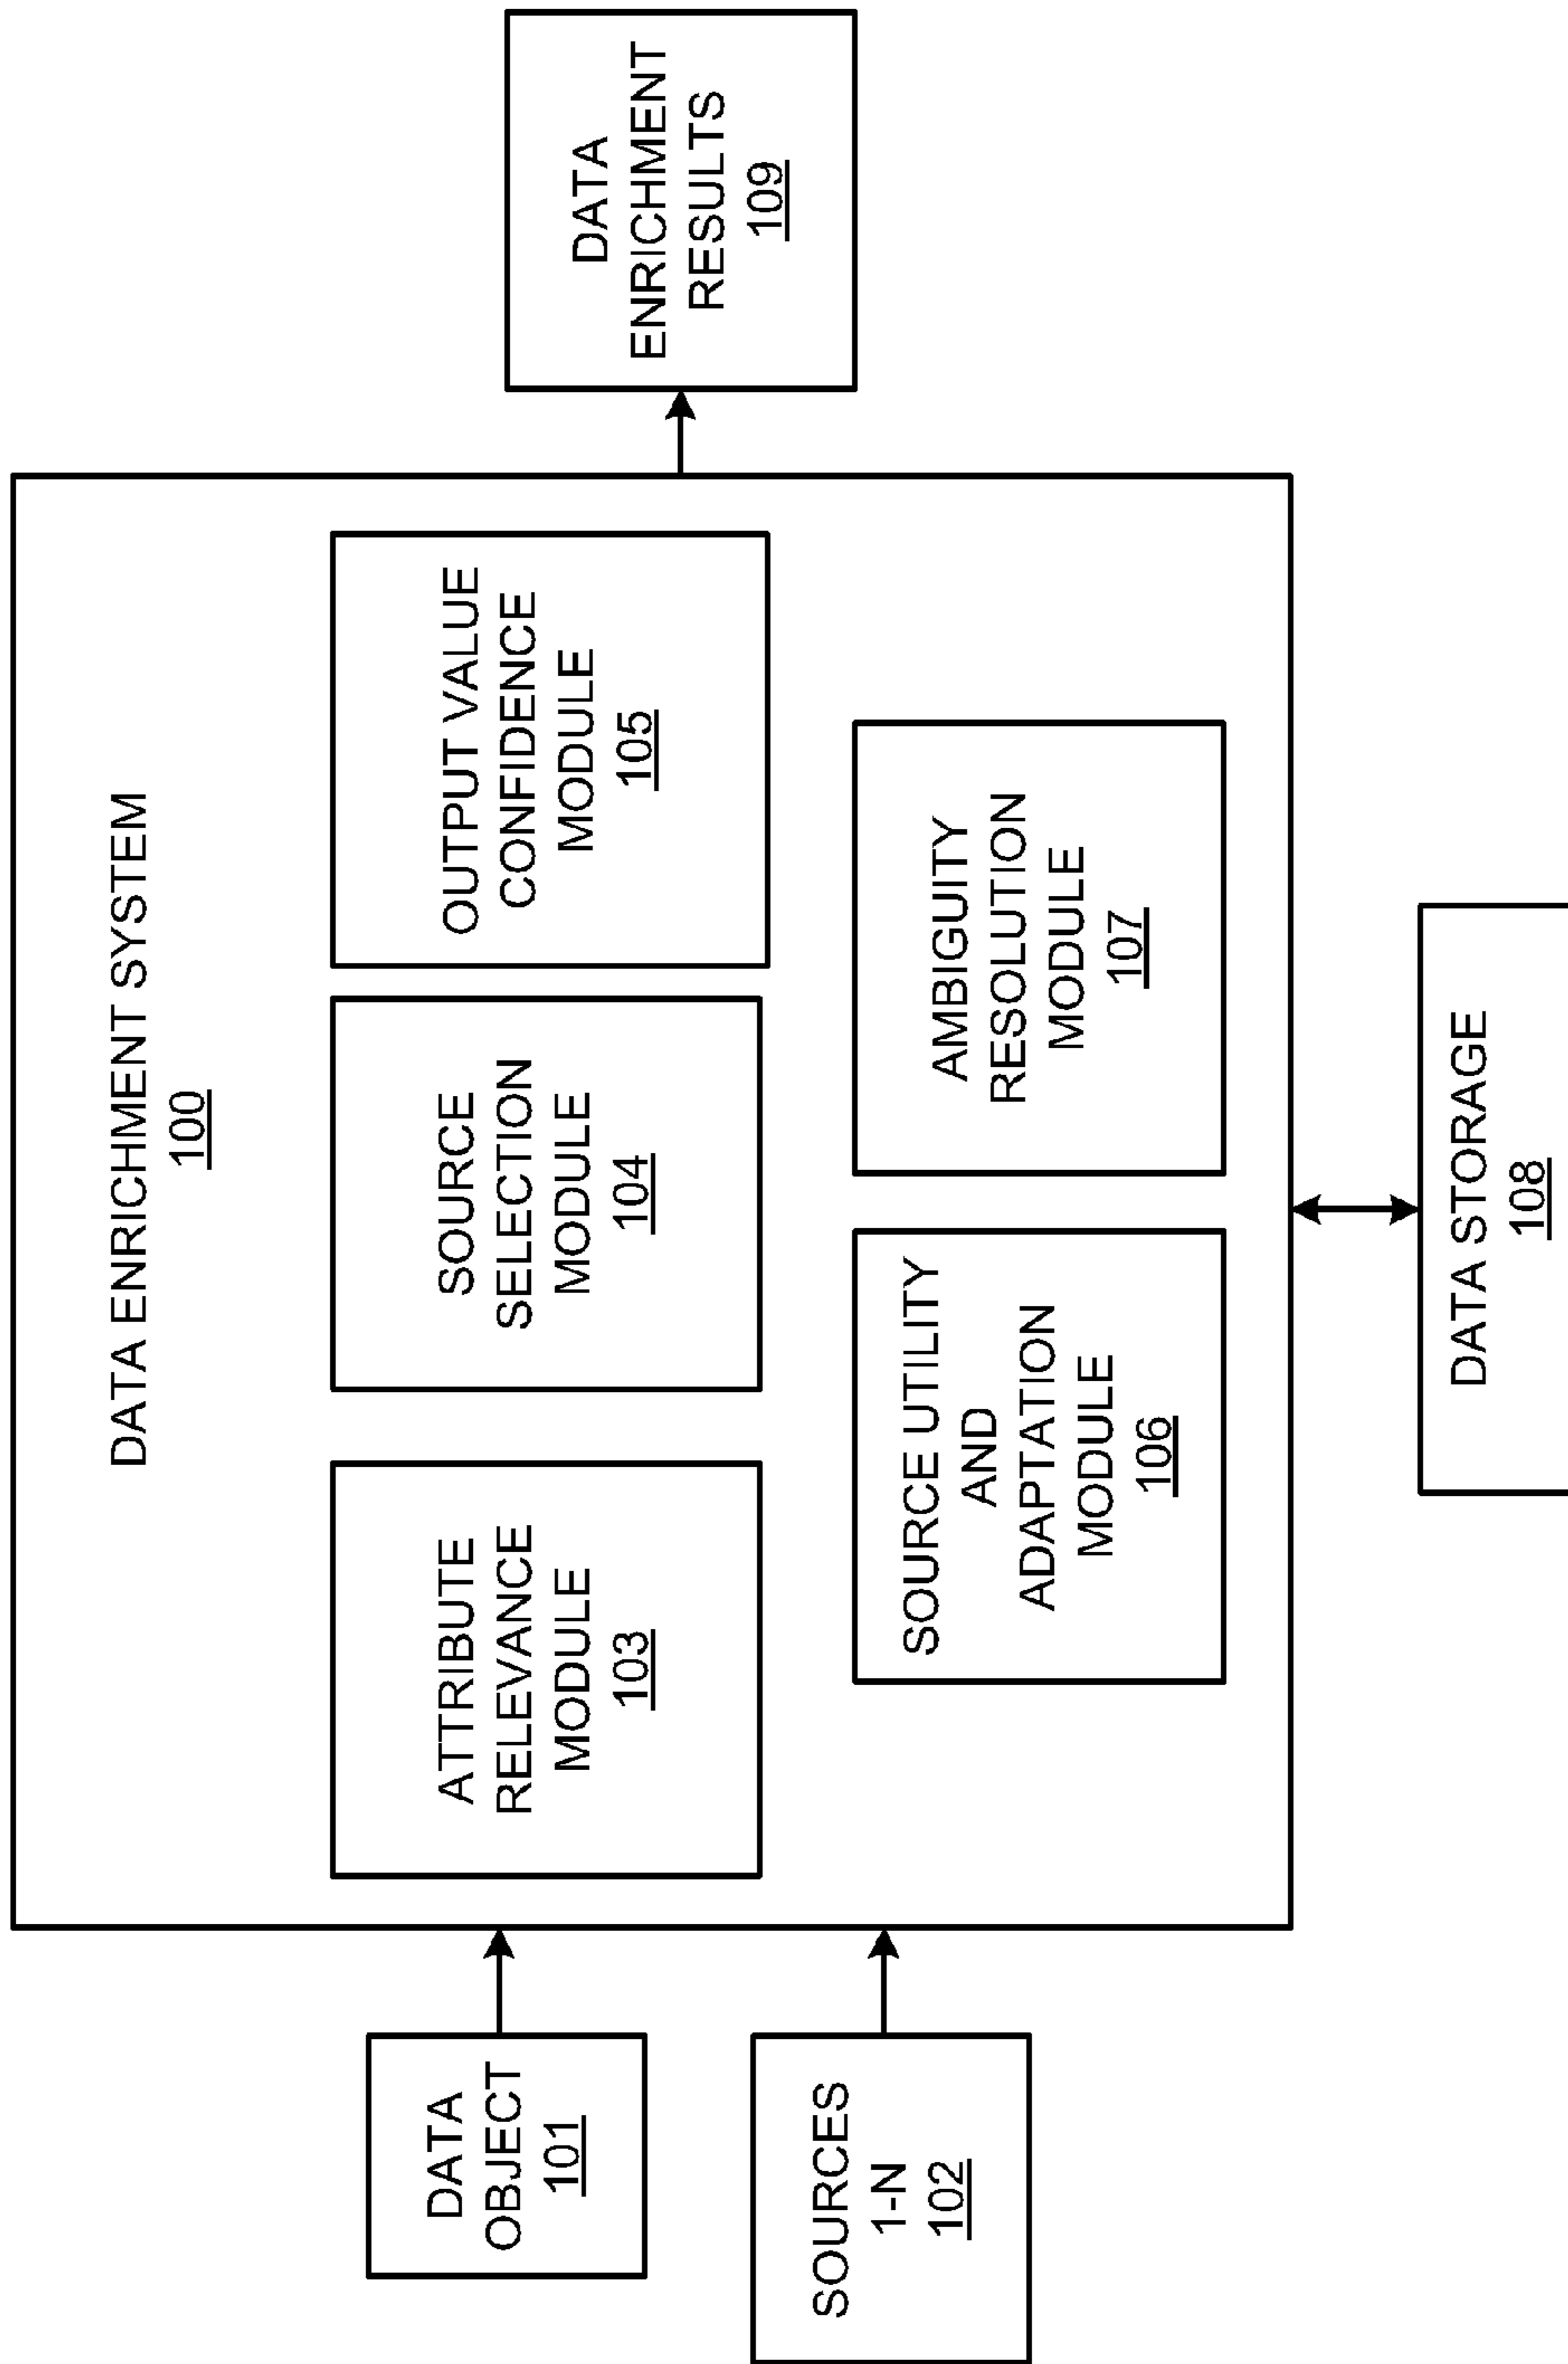 DATA ENRICHMENT SYSTEM
100
DATA
OBJECT
101
SOURCES
1-N
102
ATTRIBUTE
RELEVANCE
MODULE
103
SOURCE
SELECTION
MODULE
104
OUTPUT VALUE
CONFIDENCE
MODULE
105
SOURCE UTILITY
AND
ADAPTATION
MODULE
106
AMBIGUITY
RESOLUTION
MODULE
107
DATA STORAGE
108
DATA
ENRICHMENT
RESULTS
109